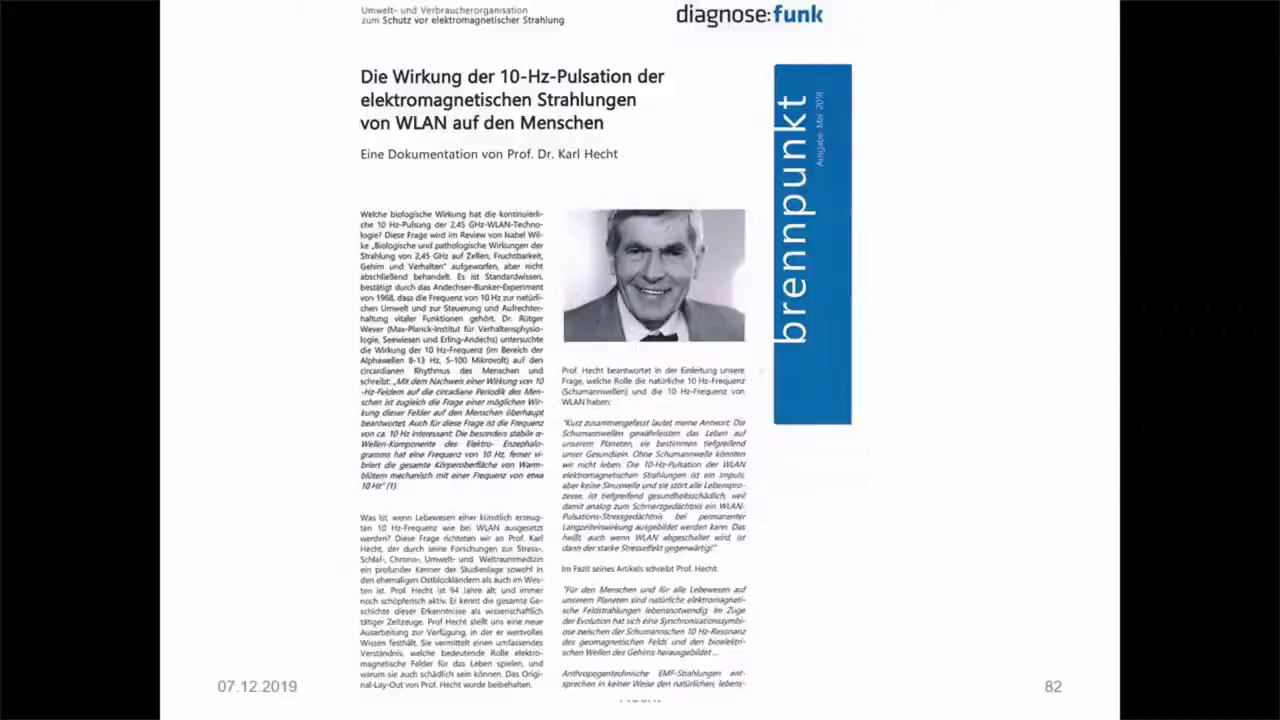 Umwelt- und Verbraucherorganisation
zum Schutz vor elektromagnetischer Strahlung
diagnose:funk
Die Wirkung der 10-Hz-Pulsation der
elektromagnetischen Strahlungen
von WLAN auf den Menschen
Eine Dokumentation von Prof. Dr. Karl Hecht
brennpunkt
Ausgabe Mai 2018
Welche biologische Wirkung hat die kontinuierli-
che 10 Hz-Pulsung der 2,45 GHz-WLAN-Techno-
logie? Diese Frage wird im Review von Isabel Wil-
ke „Biologische und pathologische Wirkungen der
Strahlung von 2,45 GHz auf Zellen, Fruchtbarkeit,
Gehirn und Verhalten" aufgeworfen, aber nicht
abschließend behandelt. Es ist Standardwissen,
bestätigt durch das Andechser-Bunker-Experiment
von 1968, dass die Frequenz von 10 Hz zur natürli-
chen Umwelt und zur Steuerung und Aufrechter-
haltung vitaler Funktionen gehört. Dr. Rütger
Wever (Max-Planck-Institut für Verhaltensphysio-
logie, Seewiesen und Erling-Andechs) untersuchte
die Wirkung der 10 Hz-Frequenz (im Bereich der
Alphawellen 8-13 Hz, 5-100 Mikrovolt) auf den
circardianen Rhythmus des Menschen und
schreibt: „Mit dem Nachweis einer Wirkung von 10
-Hz-Feldern auf die circadiane Periodik des Men-
schen ist zugleich die Frage einer möglichen Wir-
kung dieser Felder auf den Menschen überhaupt
beantwortet. Auch für diese Frage ist die Frequenz
von ca. 10 Hz interessant: Die besonders stabile α-
Wellen-Komponente des Elektro- Enzephalo-
gramms hat eine Frequenz von 10 Hz, ferner vi-
briert die gesamte Körperoberfläche von Warm-
blütern mechanisch mit einer Frequenz von etwa
10 Hz" (1).
Was ist, wenn Lebewesen einer künstlich erzeug-
ten 10 Hz-Frequenz wie bei WLAN ausgesetzt
werden? Diese Frage richteten wir an Prof. Karl
Hecht, der durch seine Forschungen zur Stress-,
Schlaf-, Chrono-, Umwelt- und Weltraummedizin
ein profunder Kenner der Studienlage sowohl in
den ehemaligen Ostblockländern als auch im Wes-
ten ist. Prof. Hecht ist 94 Jahre alt, und immer
noch schöpferisch aktiv. Er kennt die gesamte Ge-
schichte dieser Erkenntnisse als wissenschaftlich
tätiger Zeitzeuge. Prof Hecht stellt uns eine neue
Ausarbeitung zur Verfügung, in der er wertvolles
Wissen festhält. Sie vermittelt einen umfassendes
Verständnis, welche bedeutende Rolle elektro-
magnetische Felder für das Leben spielen, und
warum sie auch schädlich sein können. Das Origi-
nal-Lay-Out von Prof. Hecht wurde beibehalten.
Prof. Hecht beantwortet in der Einleitung unsere
Frage, welche Rolle die natürliche 10 Hz-Frequenz
(Schumannwellen) und die 10 Hz-Frequenz von
WLAN haben:
"Kurz zusammengefasst lautet meine Antwort: Die
Schumannwellen gewährleisten das Leben auf
unserem Planeten, sie bestimmen tiefgreifend
unser Gesundsein. Ohne Schumannwelle könnten
wir nicht leben. Die 10-Hz-Pulsation der WLAN
elektromagnetischen Strahlungen ist ein Impuls,
aber keine Sinuswelle und sie stört alle Lebenspro-
zesse, ist tiefgreifend gesundheitsschädlich, weil
damit analog zum Schmerzgedächtnis ein WLAN-
Pulsations-Stressgedächtnis bei permanenter
Langzeiteinwirkung ausgebildet werden kann. Das
heißt, auch wenn WLAN abgeschaltet wird, ist
dann der starke Stresseffekt gegenwärtig!"
Im Fazit seines Artikels schreibt Prof. Hecht:
"Für den Menschen und für alle Lebewesen auf
unserem Planeten sind natürliche elektromagneti-
sche Feldstrahlungen lebensnotwendig. Im Zuge
der Evolution hat sich eine Synchronisationssymbi-
ose zwischen der Schumannschen 10 Hz-Resonanz
des geomagnetischen Felds und den bioelektri-
schen Wellen des Gehirns herausgebildet ...
Anthropogentechnische EMF-Strahlungen ent-
sprechen in keiner Weise den natürlichen, lebens-
07.12.2019
82